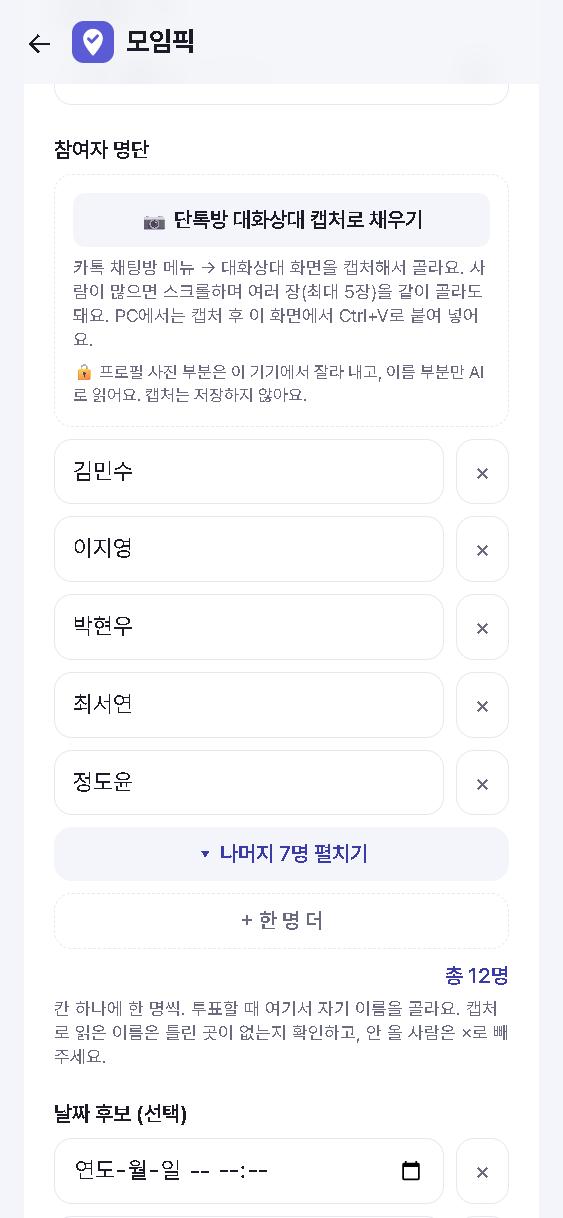 모임픽
참여자 명단
📷 단톡방 대화상대 캡처로 채우기
카톡 채팅방 메뉴 → 대화상대 화면을 캡처해서 골라요. 사
람이 많으면 스크롤하며 여러 장(최대 5장)을 같이 골라도
돼요. PC에서는 캡처 후 이 화면에서 Ctrl+V로 붙여 넣어
요.
🔒 프로필 사진 부분은 이 기기에서 잘라 내고, 이름 부분만 AI
로 읽어요. 캡처는 저장하지 않아요.
김민수 ×
이지영 ×
박현우 ×
최서연 ×
정도윤 ×
▼ 나머지 7명 펼치기
+ 한 명 더
총 12명
칸 하나에 한 명씩. 투표할 때 여기서 자기 이름을 골라요. 캡처
로 읽은 이름은 틀린 곳이 없는지 확인하고, 안 올 사람은 ×로 빼
주세요.
날짜 후보 (선택)
연도-월-일 -- --:-- ×